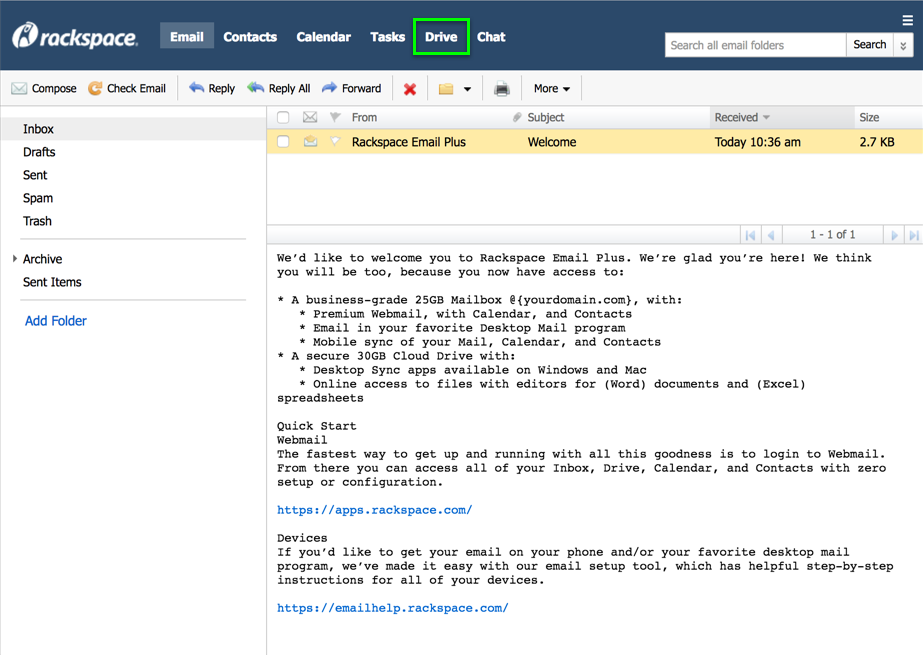 rackspace.
Email Contacts Calendar Tasks Drive Chat
Search all email folders Search
Compose Check Email Reply Reply All Forward More
Inbox
Drafts
Sent
Spam
Trash
Archive
Sent Items
Add Folder
From Subject Received Size
Rackspace Email Plus Welcome Today 10:36 am 2.7 KB
1 - 1 of 1
We’d like to welcome you to Rackspace Email Plus. We’re glad you’re here! We think
you will be too, because you now have access to:
* A business-grade 25GB Mailbox @{yourdomain.com}, with:
* Premium Webmail, with Calendar, and Contacts
* Email in your favorite Desktop Mail program
* Mobile sync of your Mail, Calendar, and Contacts
* A secure 30GB Cloud Drive with:
* Desktop Sync apps available on Windows and Mac
* Online access to files with editors for (Word) documents and (Excel)
spreadsheets
Quick Start
Webmail
The fastest way to get up and running with all this goodness is to login to Webmail.
From there you can access all of your Inbox, Drive, Calendar, and Contacts with zero
setup or configuration.
https://apps.rackspace.com/
Devices
If you’d like to get your email on your phone and/or your favorite desktop mail
program, we’ve made it easy with our email setup tool, which has helpful step-by-step
instructions for all of your devices.
https://emailhelp.rackspace.com/